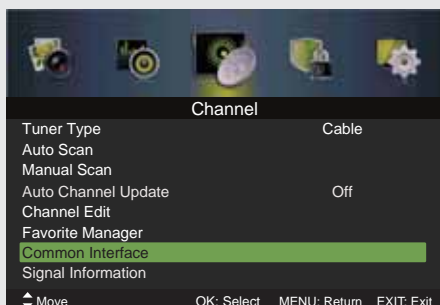 Channel
Tuner Type Cable
Auto Scan
Manual Scan
Auto Channel Update Off
Channel Edit
Favorite Manager
Common Interface
Signal Information
Move OK: Select MENU: Return EXIT: Exit